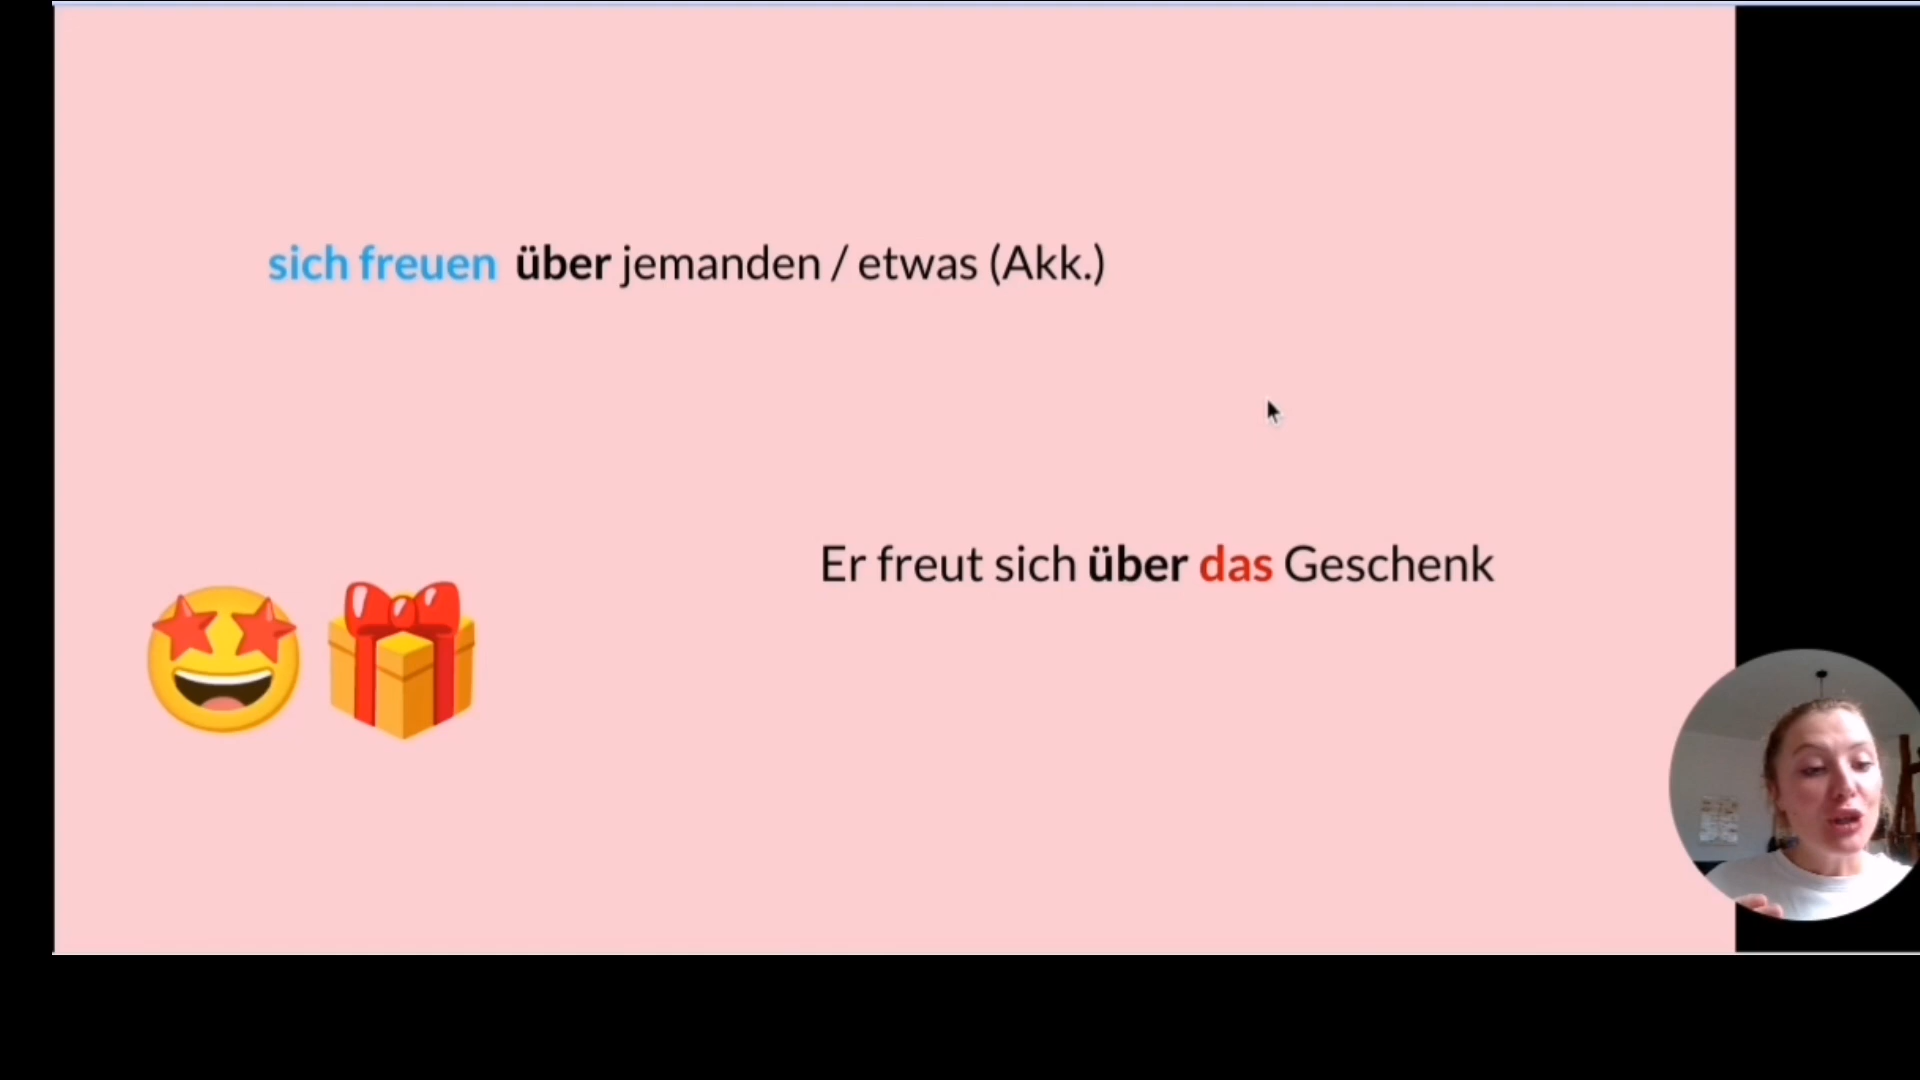 sich freuen über jemanden / etwas (Akk.)
Er freut sich über das Geschenk